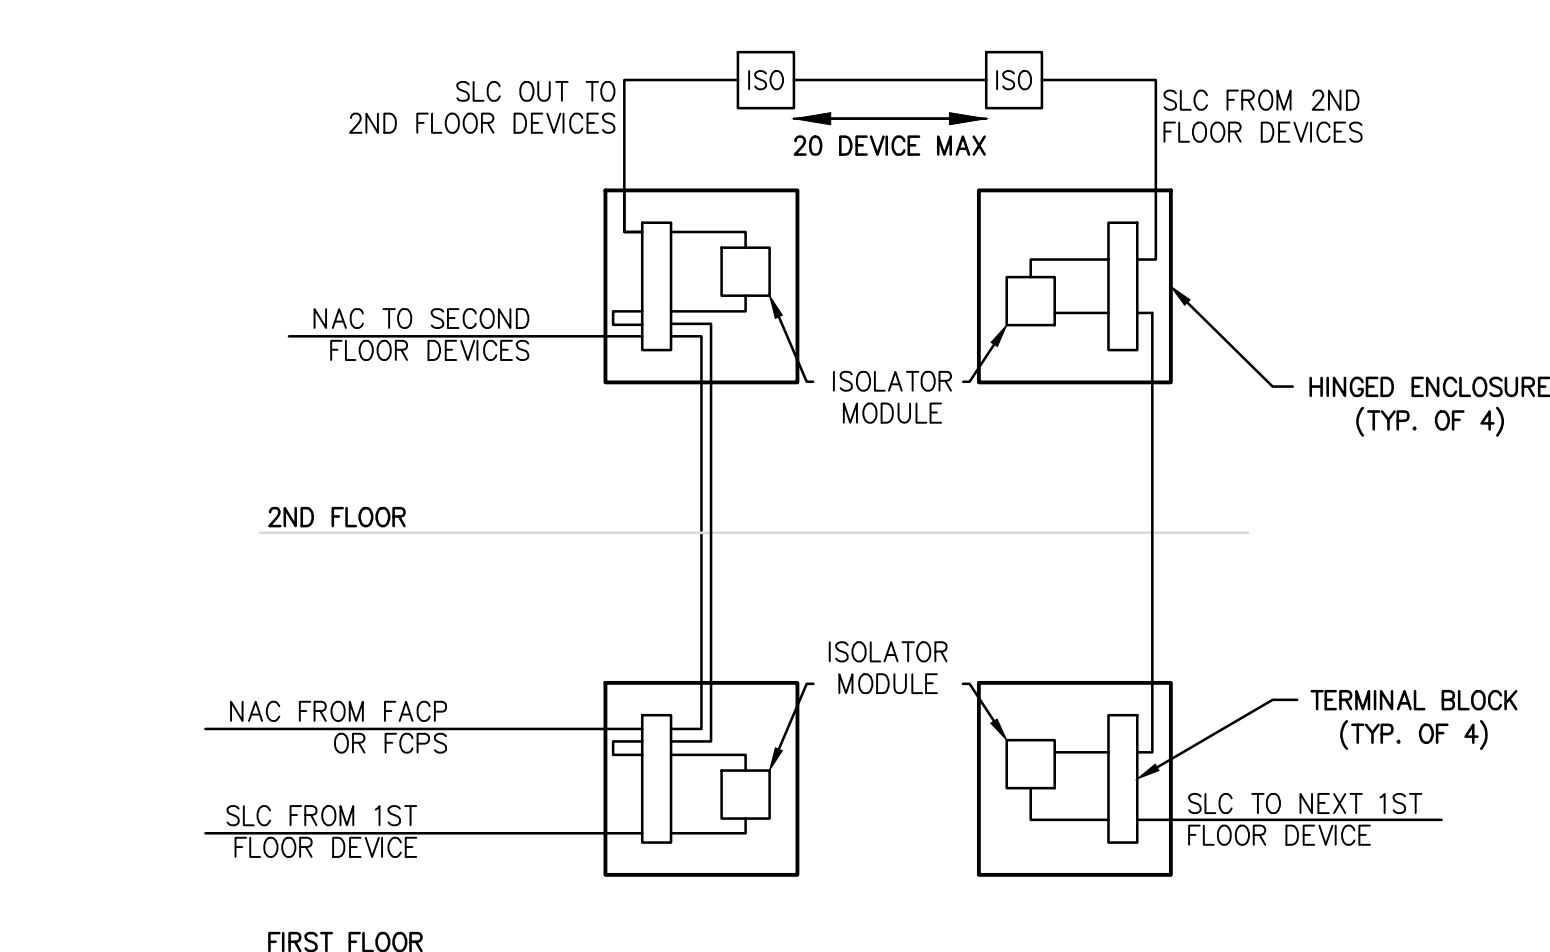 ISO
ISO
SLC OUT TO
2ND FLOOR DEVICES
SLC FROM 2ND
FLOOR DEVICES
20 DEVICE MAX
NAC TO SECOND
FLOOR DEVICES
ISOLATOR
MODULE
HINGED ENCLOSURE
(TYP. OF 4)
2ND FLOOR
ISOLATOR
MODULE
NAC FROM FACP
OR FCPS
TERMINAL BLOCK
(TYP. OF 4)
SLC FROM 1ST
FLOOR DEVICE
SLC TO NEXT 1ST
FLOOR DEVICE
FIRST FLOOR